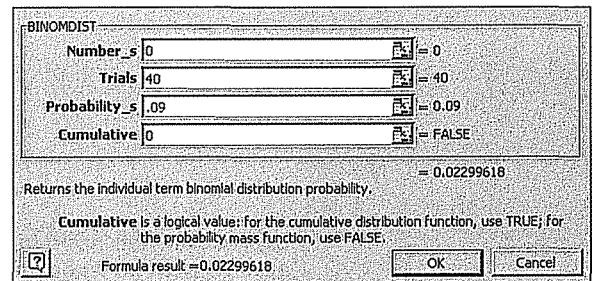 BINOMDIST
Number_s 0 = 0
Trials 40 = 40
Probability_s .09 = 0.09
Cumulative 0 = FALSE
= 0.02299618
Returns the individual term binomial distribution probability.
Cumulative is a logical value: for the cumulative distribution function, use TRUE; for
the probability mass function, use FALSE.
? Formula result =0.02299618 OK Cancel